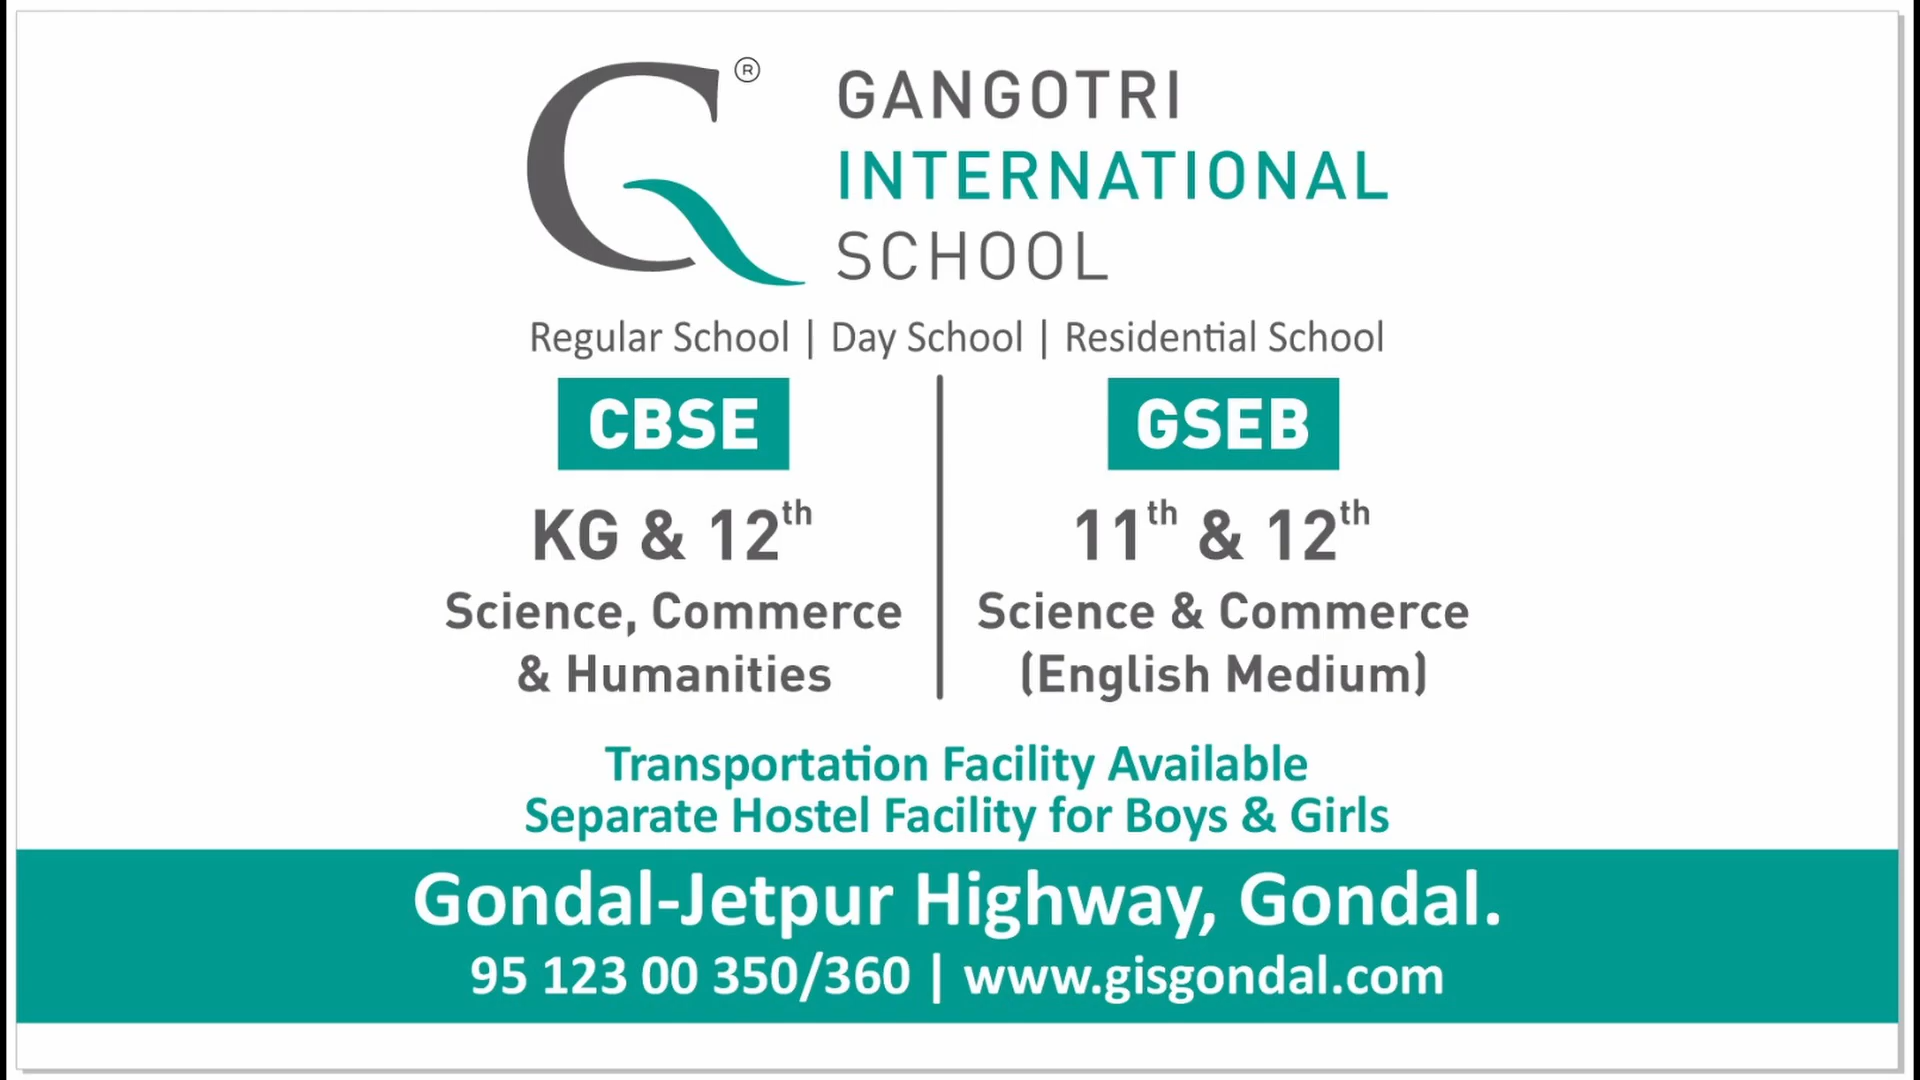 ®
GANGOTRI
INTERNATIONAL
SCHOOL
Regular School | Day School | Residential School
CBSE
KG & 12th
Science, Commerce
& Humanities
GSEB
11th & 12th
Science & Commerce
(English Medium)
Transportation Facility Available
Separate Hostel Facility for Boys & Girls
Gondal-Jetpur Highway, Gondal.
95 123 00 350/360 | www.gisgondal.com